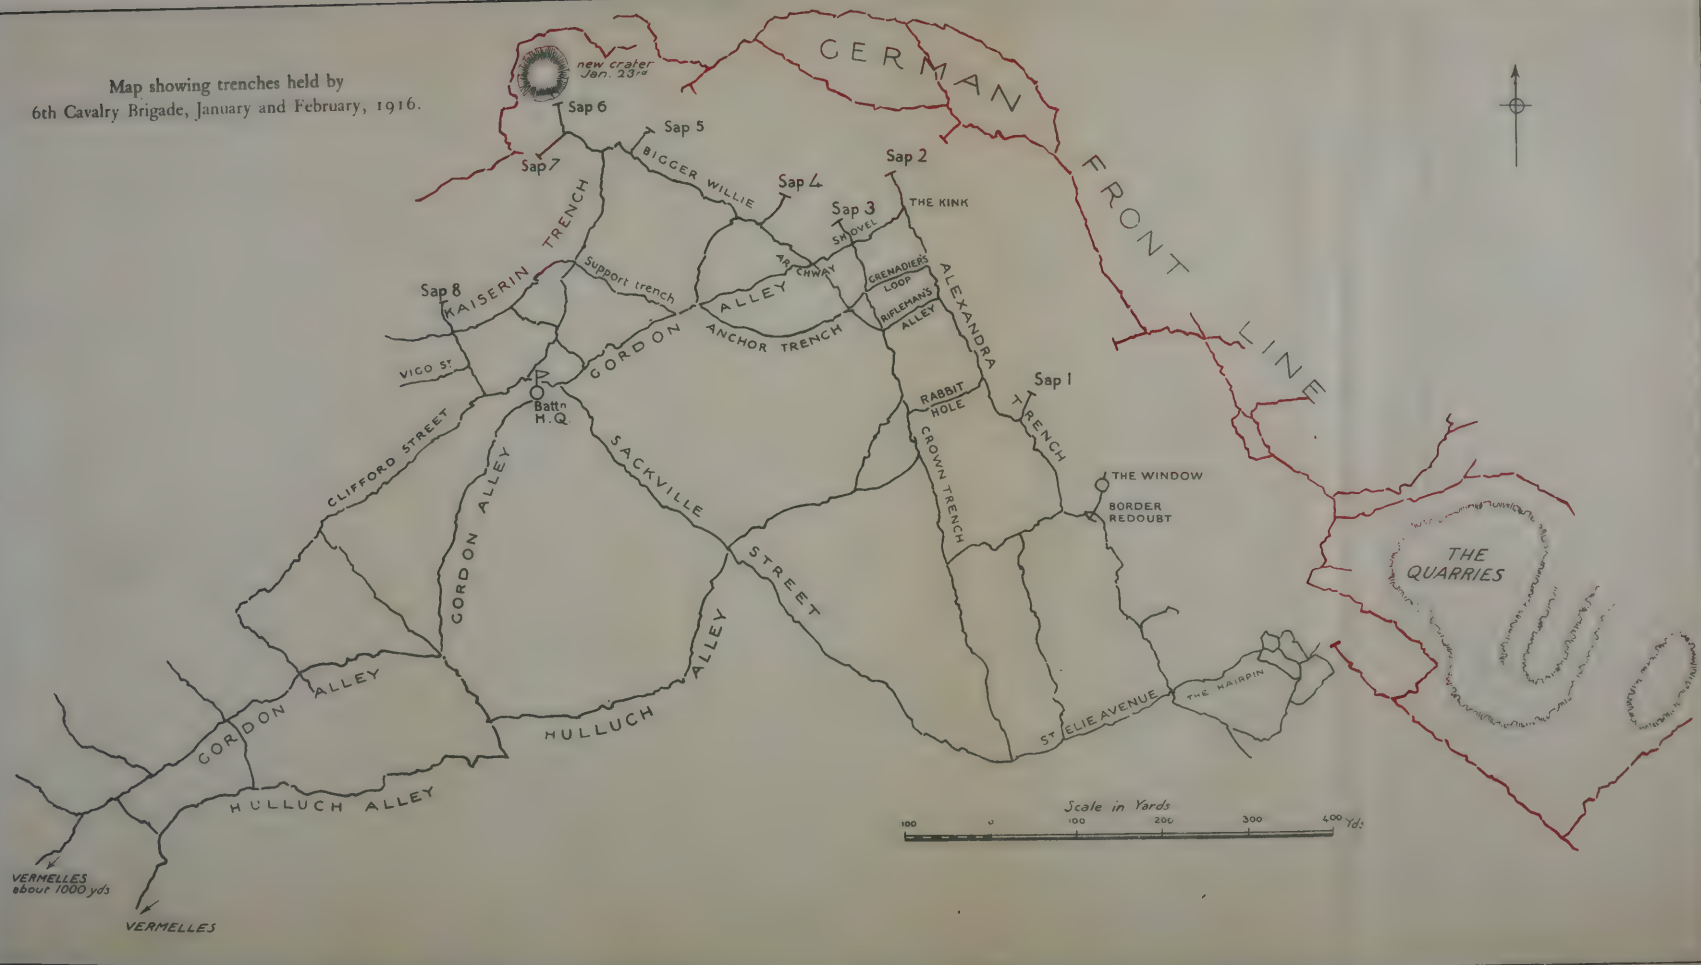 Map showing trenches held by
6th Cavalry Brigade, January and February, 1916.
new crater
Jan. 23rd
GERMAN FRONT LINE
Sap 6
Sap 7
Sap 5
BIGGER WILLIE
Sap 4
Sap 3
SHOVEL
Sap 2
THE KINK
KAISERIN TRENCH
Support trench
ARCHWAY
GRENADIER'S
LOOP
RIFLEMAN'S
ALLEY
ALEXANDRA TRENCH
Sap 8
VIGO ST.
GORDON ALLEY
ANCHOR TRENCH
Battn
H.Q.
RABBIT
HOLE
Sap 1
CLIFFORD STREET
GORDON ALLEY
SACKVILLE STREET
CROWN TRENCH
THE WINDOW
BORDER
REDOUBT
THE
QUARRIES
GORDON ALLEY
HULLUCH ALLEY
ST ELIE AVENUE
THE HAIRPIN
HULLUCH ALLEY
Scale in Yards
100 0 100 200 300 400 Yds
VERMELLES
about 1000 yds
VERMELLES